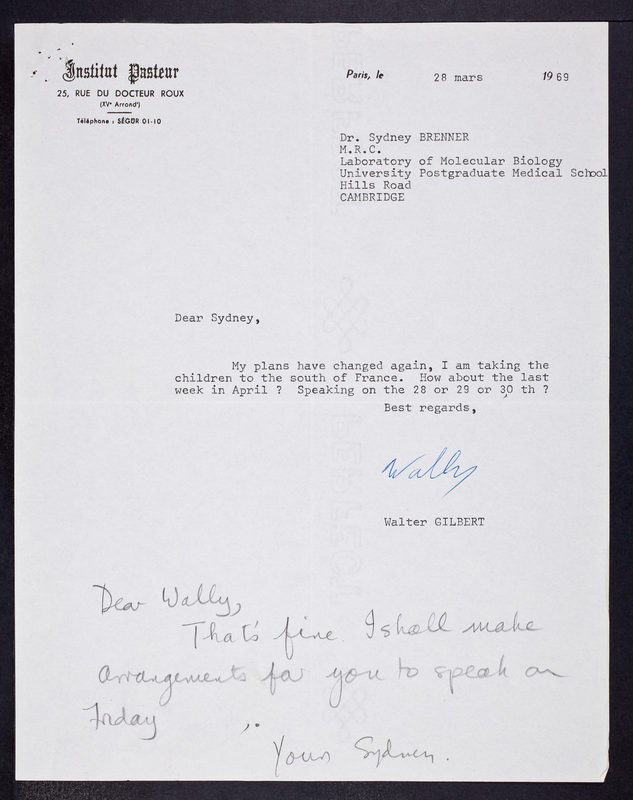 Institut Pasteur
25, RUE DU DOCTEUR ROUX
(XVe Arrondt)
Téléphone : SÉGUR 01-10
Paris, le 28 mars 1969
Dr. Sydney BRENNER
M.R.C.
Laboratory of Molecular Biology
University Postgraduate Medical School
Hills Road
CAMBRIDGE
Dear Sydney,
My plans have changed again, I am taking the
children to the south of France. How about the last
week in April ? Speaking on the 28 or 29 or 30 th ?
Best regards,
Wally
Walter GILBERT
Dear Wally,
That's fine. I shall make
arrangements for you to speak on
Friday
Yours Sydney.